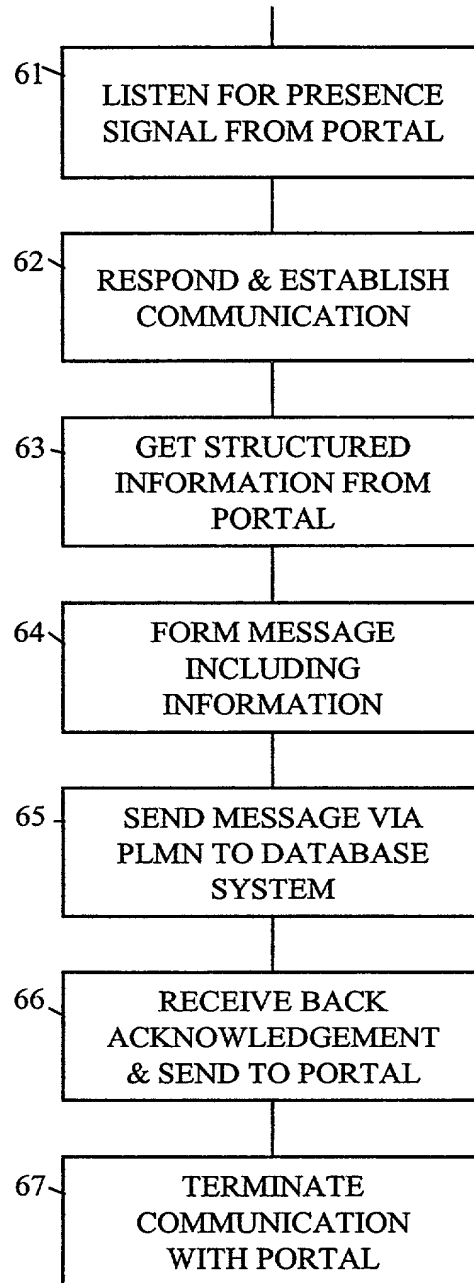 61
LISTEN FOR PRESENCE
SIGNAL FROM PORTAL
62
RESPOND & ESTABLISH
COMMUNICATION
63
GET STRUCTURED
INFORMATION FROM
PORTAL
64
FORM MESSAGE
INCLUDING
INFORMATION
65
SEND MESSAGE VIA
PLMN TO DATABASE
SYSTEM
66
RECEIVE BACK
ACKNOWLEDGEMENT
& SEND TO PORTAL
67
TERMINATE
COMMUNICATION
WITH PORTAL